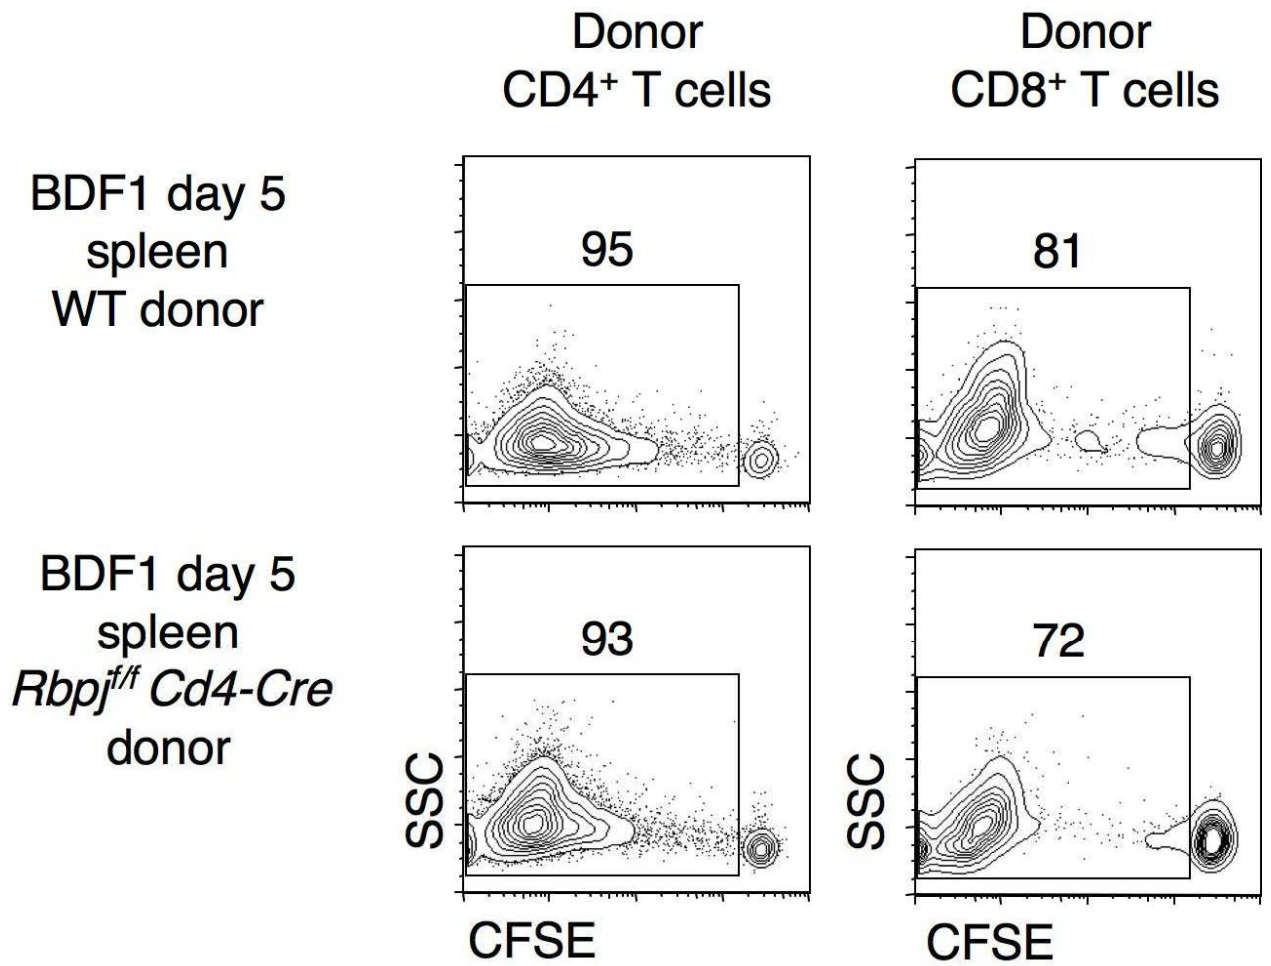 Donor
CD4⁺ T cells
Donor
CD8⁺ T cells
BDF1 day 5
spleen
WT donor
95
81
BDF1 day 5
spleen
Rbpj^f/f Cd4-Cre
donor
93
72
SSC
SSC
CFSE
CFSE